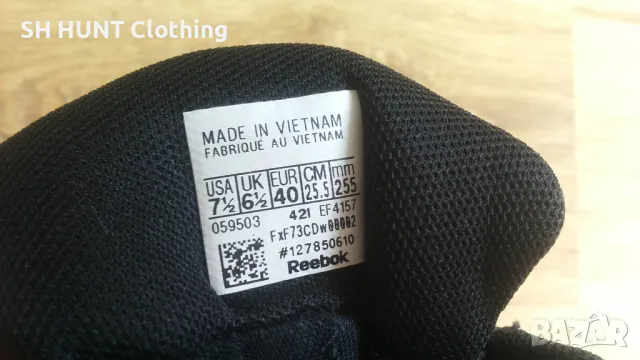 SH HUNT Clothing
MADE IN VIETNAM
FABRIQUE AU VIETNAM
USA UK EUR CM mm
7½ 6½ 40 25.5 255
059503 421 EF4157
#127850610
Reebok
BAZAR